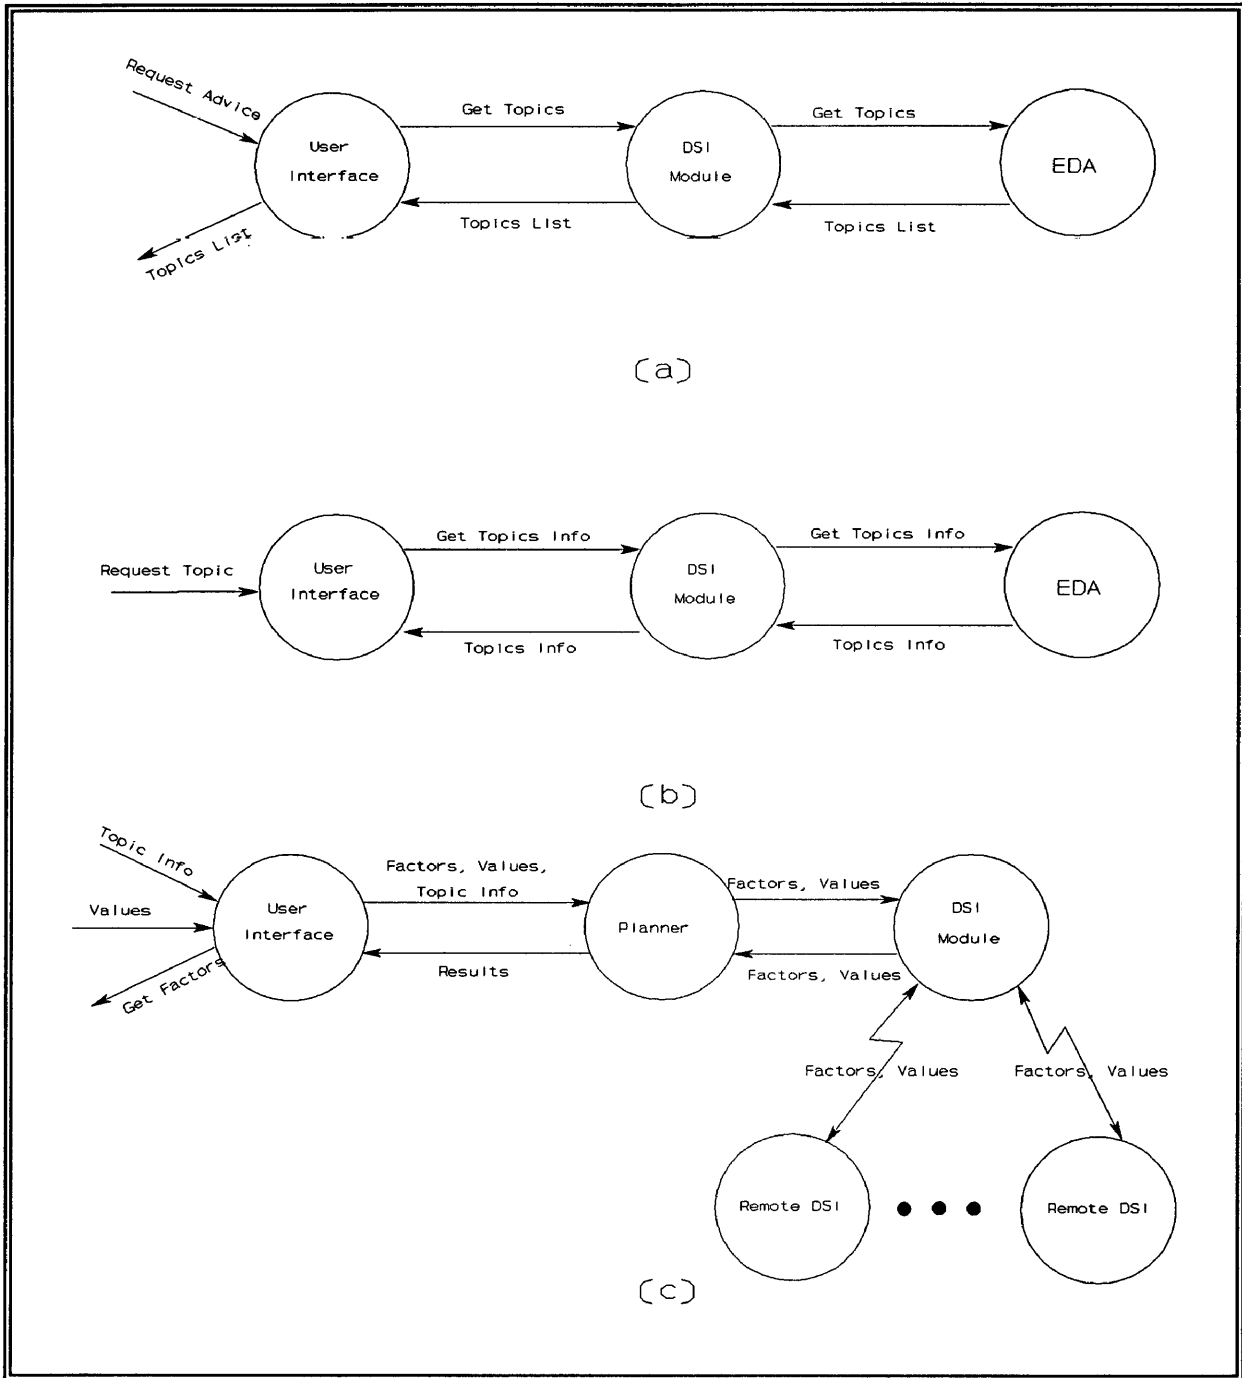 Request Advice
Get Topics
Get Topics
User
Interface
DSI
Module
EDA
Topics List
Topics List
Topics List
(a)
Get Topics Info
Get Topics Info
Request Topic
User
Interface
DSI
Module
EDA
Topics Info
Topics Info
(b)
Topic Info
Values
Get Factors
User
Interface
Factors, Values,
Topic Info
Results
Planner
Factors, Values
Factors, Values
DSI
Module
Factors, Values
Factors, Values
Remote DSI
Remote DSI
(c)